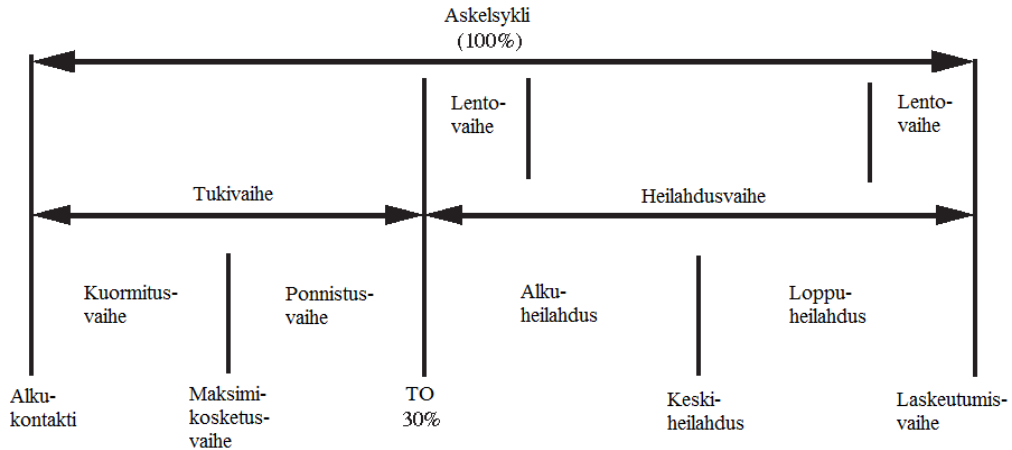 Askelsykli
(100%)
Lento-
vaihe
Lento-
vaihe
Tukivaihe
Heilahdusvaihe
Kuormitus-
vaihe
Ponnistus-
vaihe
Alku-
heilahdus
Loppu-
heilahdus
Alku-
kontakti
Maksimi-
kosketus-
vaihe
TO
30%
Keski-
heilahdus
Laskeutumis-
vaihe